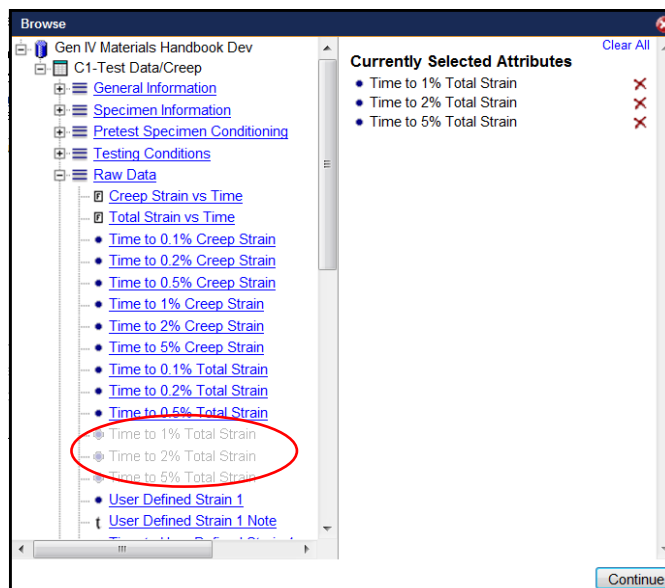 Browse
Gen IV Materials Handbook Dev
C1-Test Data/Creep
General Information
Specimen Information
Pretest Specimen Conditioning
Testing Conditions
Raw Data
Creep Strain vs Time
Total Strain vs Time
Time to 0.1% Creep Strain
Time to 0.2% Creep Strain
Time to 0.5% Creep Strain
Time to 1% Creep Strain
Time to 2% Creep Strain
Time to 5% Creep Strain
Time to 0.1% Total Strain
Time to 0.2% Total Strain
Time to 0.5% Total Strain
Time to 1% Total Strain
Time to 2% Total Strain
Time to 5% Total Strain
User Defined Strain 1
t User Defined Strain 1 Note
Clear All
Currently Selected Attributes
Time to 1% Total Strain
Time to 2% Total Strain
Time to 5% Total Strain
Continue